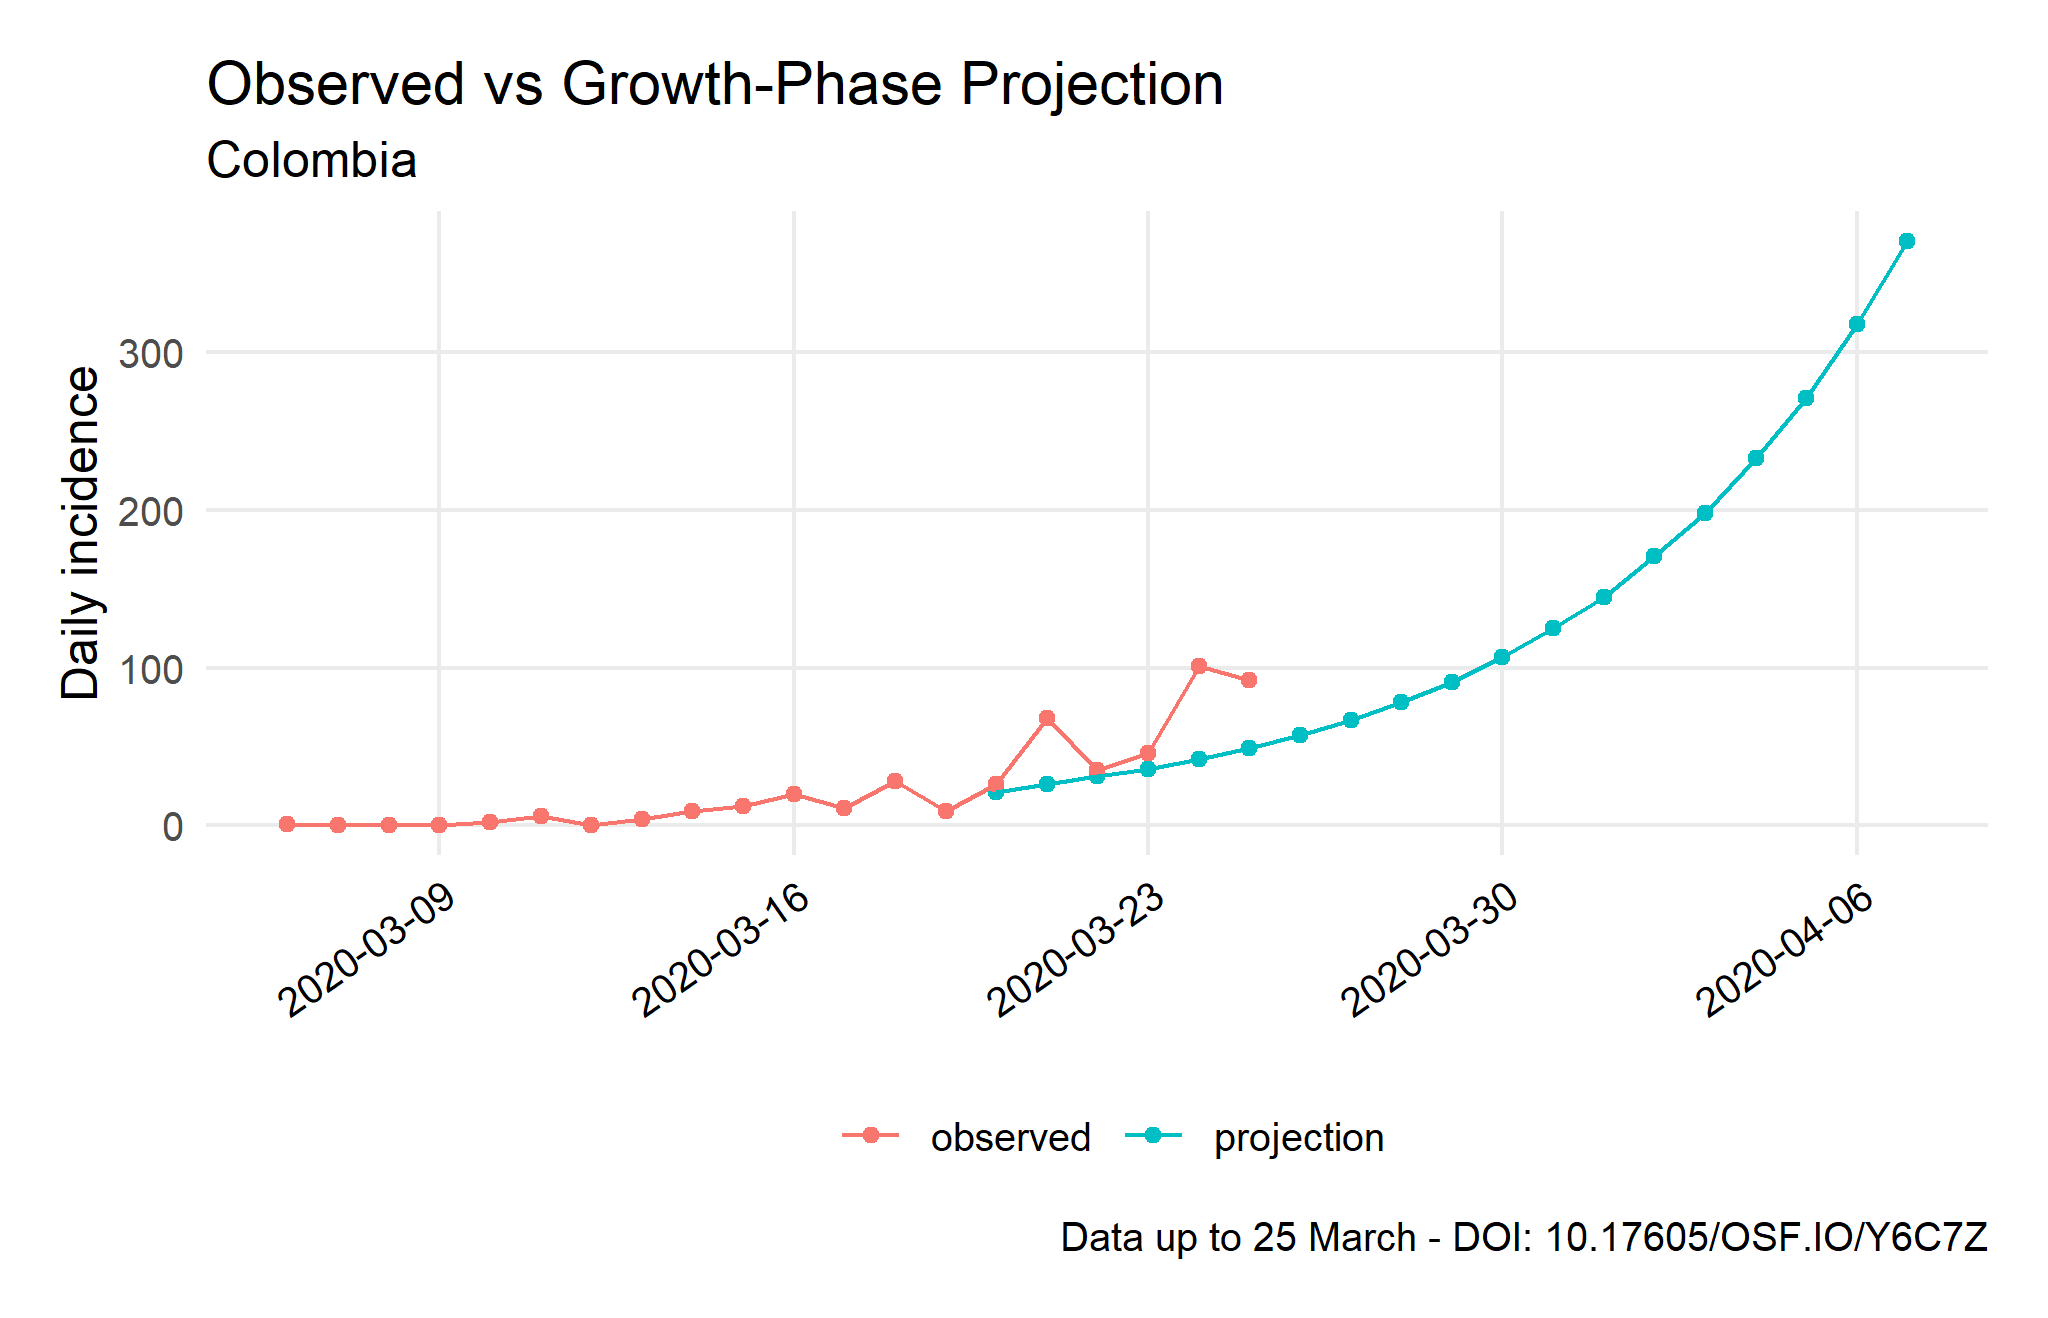 Observed vs Growth-Phase Projection
Colombia
Daily incidence
300
200
100
0
2020-03-09
2020-03-16
2020-03-23
2020-03-30
2020-04-06
observed
projection
Data up to 25 March - DOI: 10.17605/OSF.IO/Y6C7Z